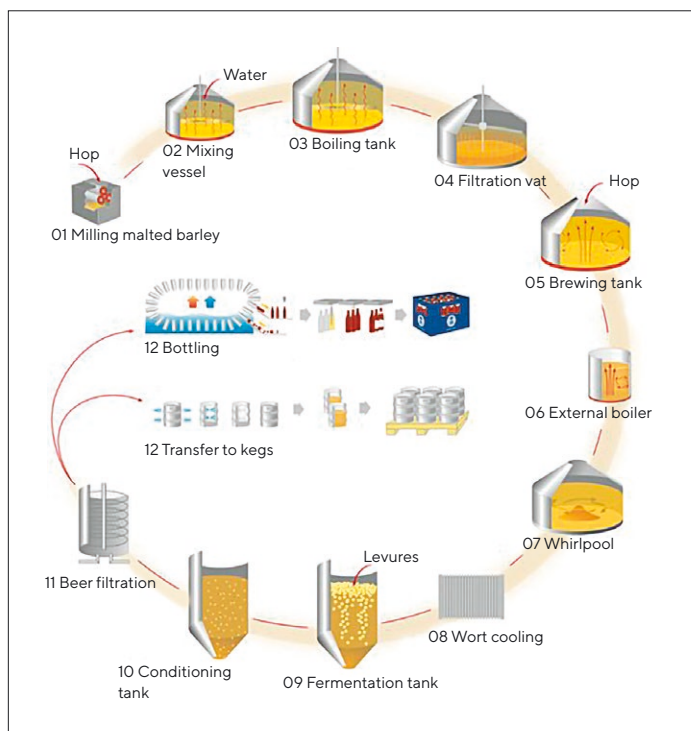 Water
Hop
02 Mixing
vessel
03 Boiling tank
04 Filtration vat
Hop
01 Milling malted barley
05 Brewing tank
12 Bottling
06 External boiler
12 Transfer to kegs
07 Whirlpool
Levures
11 Beer filtration
08 Wort cooling
10 Conditioning
tank
09 Fermentation tank